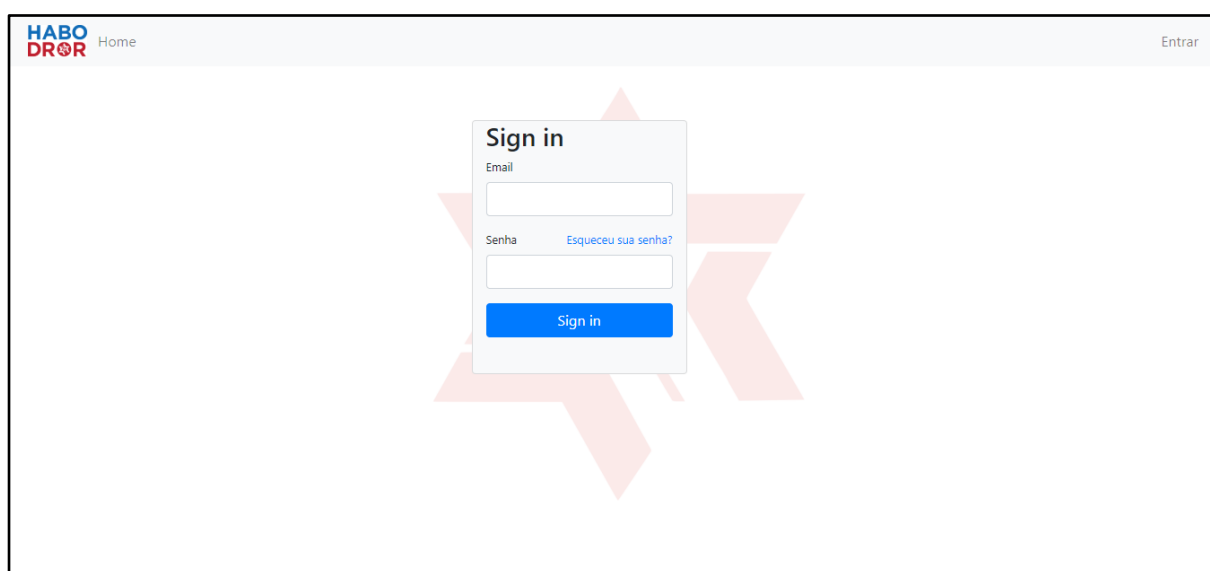 HABO
DROR
Home
Entrar
Sign in
Email
Senha Esqueceu sua senha?
Sign in